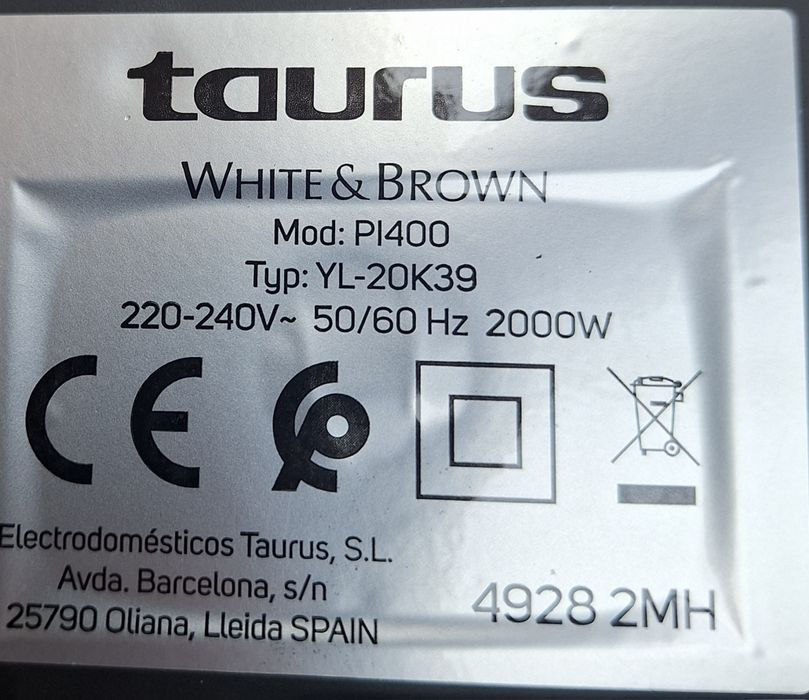 taurus
WHITE & BROWN
Mod: PI400
Typ: YL-20K39
220-240V~ 50/60 Hz 2000W
CE
Electrodomésticos Taurus, S.L.
Avda. Barcelona, s/n
25790 Oliana, Lleida SPAIN
4928 2MH